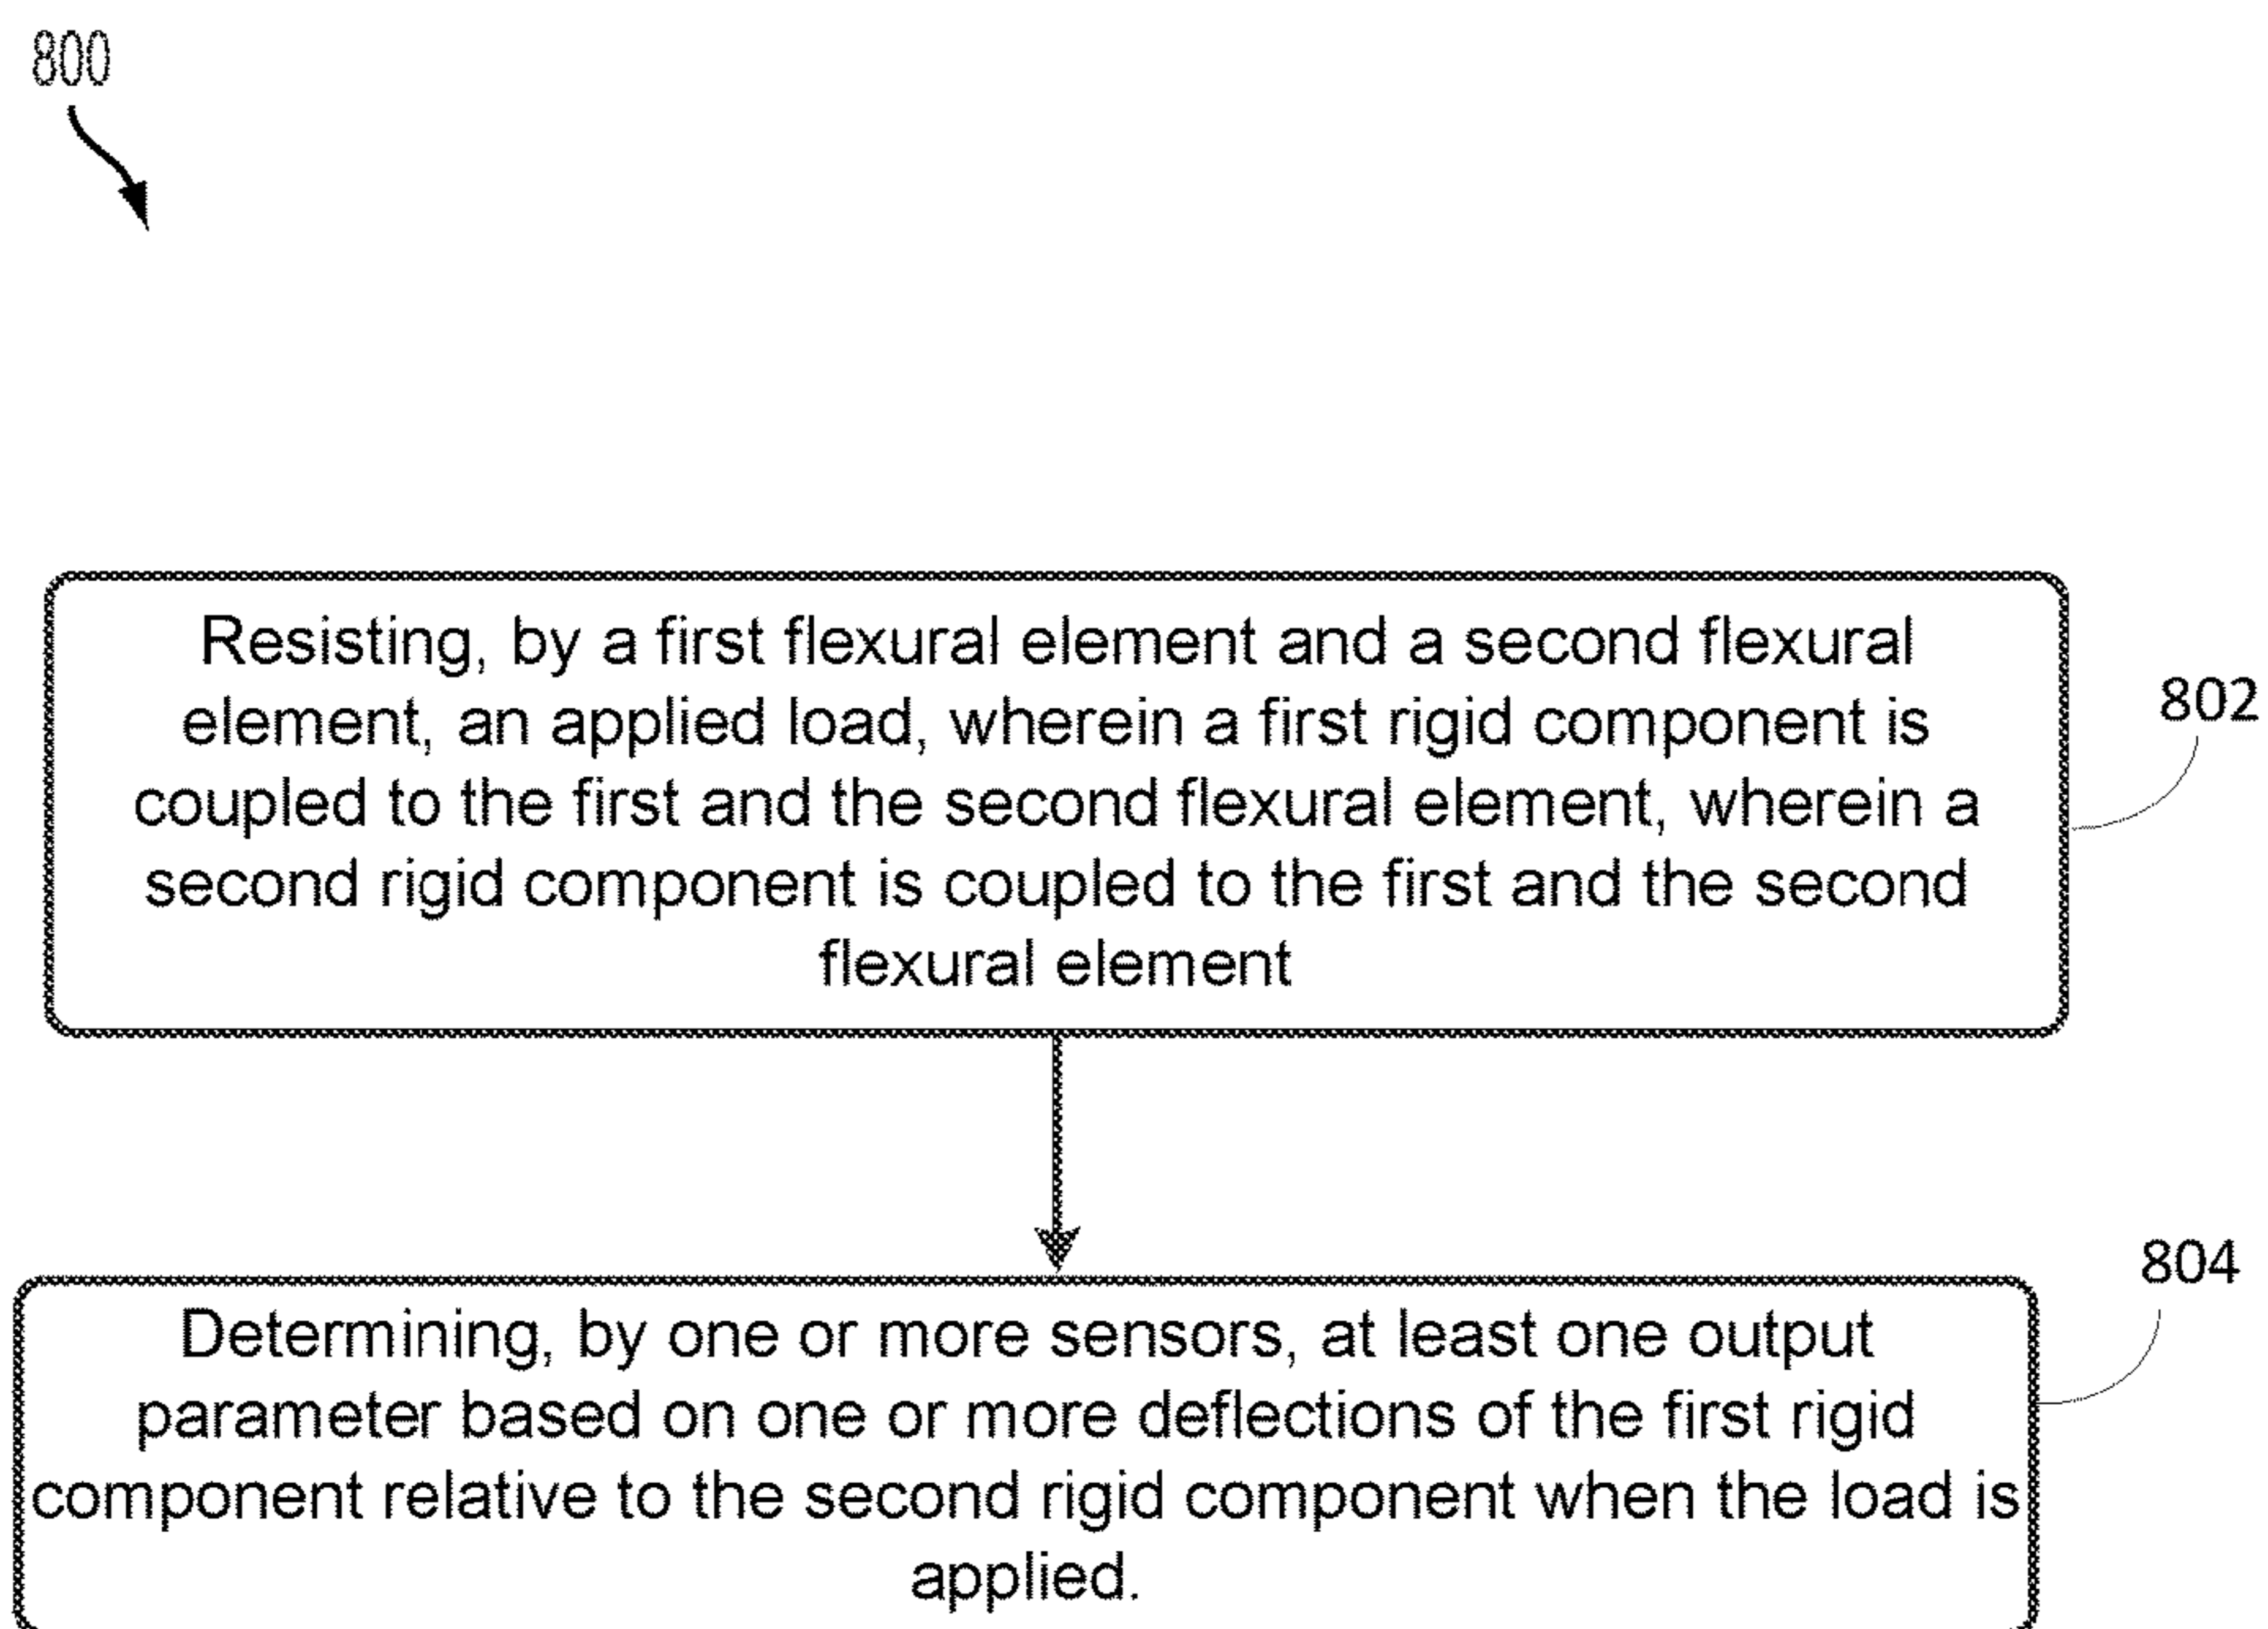 800
Resisting, by a first flexural element and a second flexural
element, an applied load, wherein a first rigid component is
coupled to the first and the second flexural element, wherein a
second rigid component is coupled to the first and the second
flexural element
802
804
Determining, by one or more sensors, at least one output
parameter based on one or more deflections of the first rigid
component relative to the second rigid component when the load is
applied.